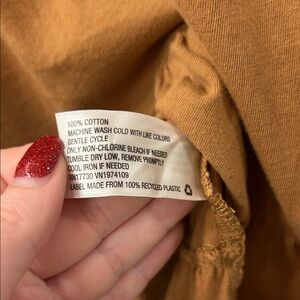 100% COTTON
MACHINE WASH COLD WITH LIKE COLORS
GENTLE CYCLE
ONLY NON-CHLORINE BLEACH IF NEEDED
TUMBLE DRY LOW, REMOVE PROMPTLY
COOL IRON IF NEEDED
RN17730 VN1974109
LABEL MADE FROM 100% RECYCLED PLASTIC